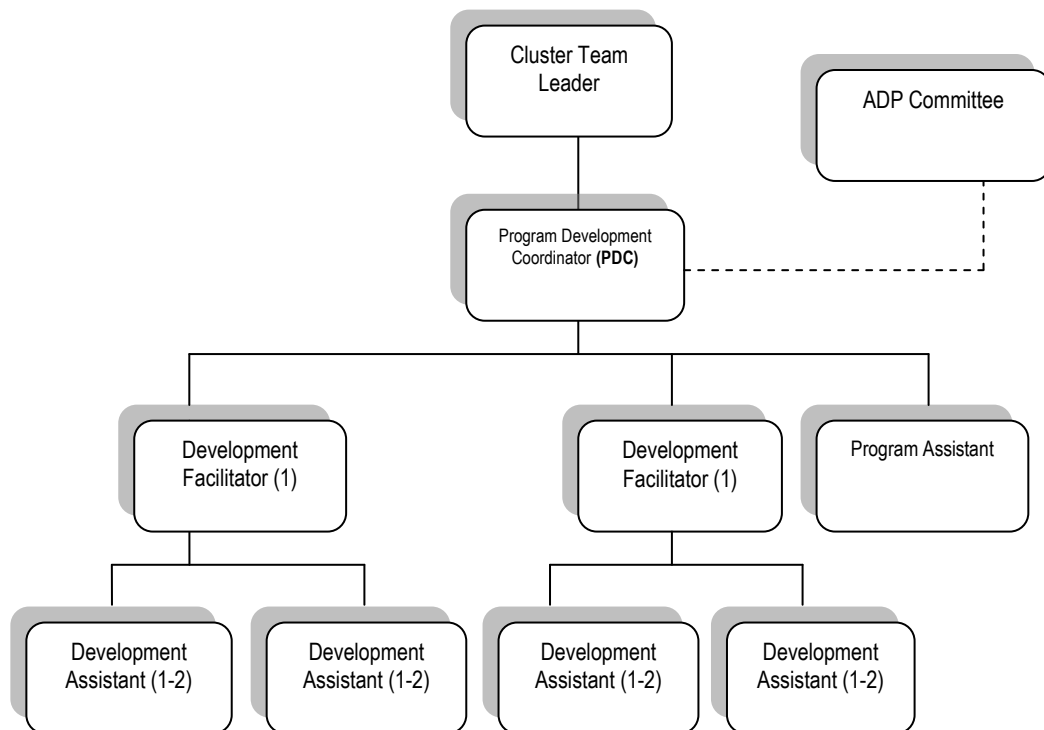 Cluster Team
Leader
ADP Committee
Program Development
Coordinator (PDC)
Development
Facilitator (1)
Development
Facilitator (1)
Program Assistant
Development
Assistant (1-2)
Development
Assistant (1-2)
Development
Assistant (1-2)
Development
Assistant (1-2)